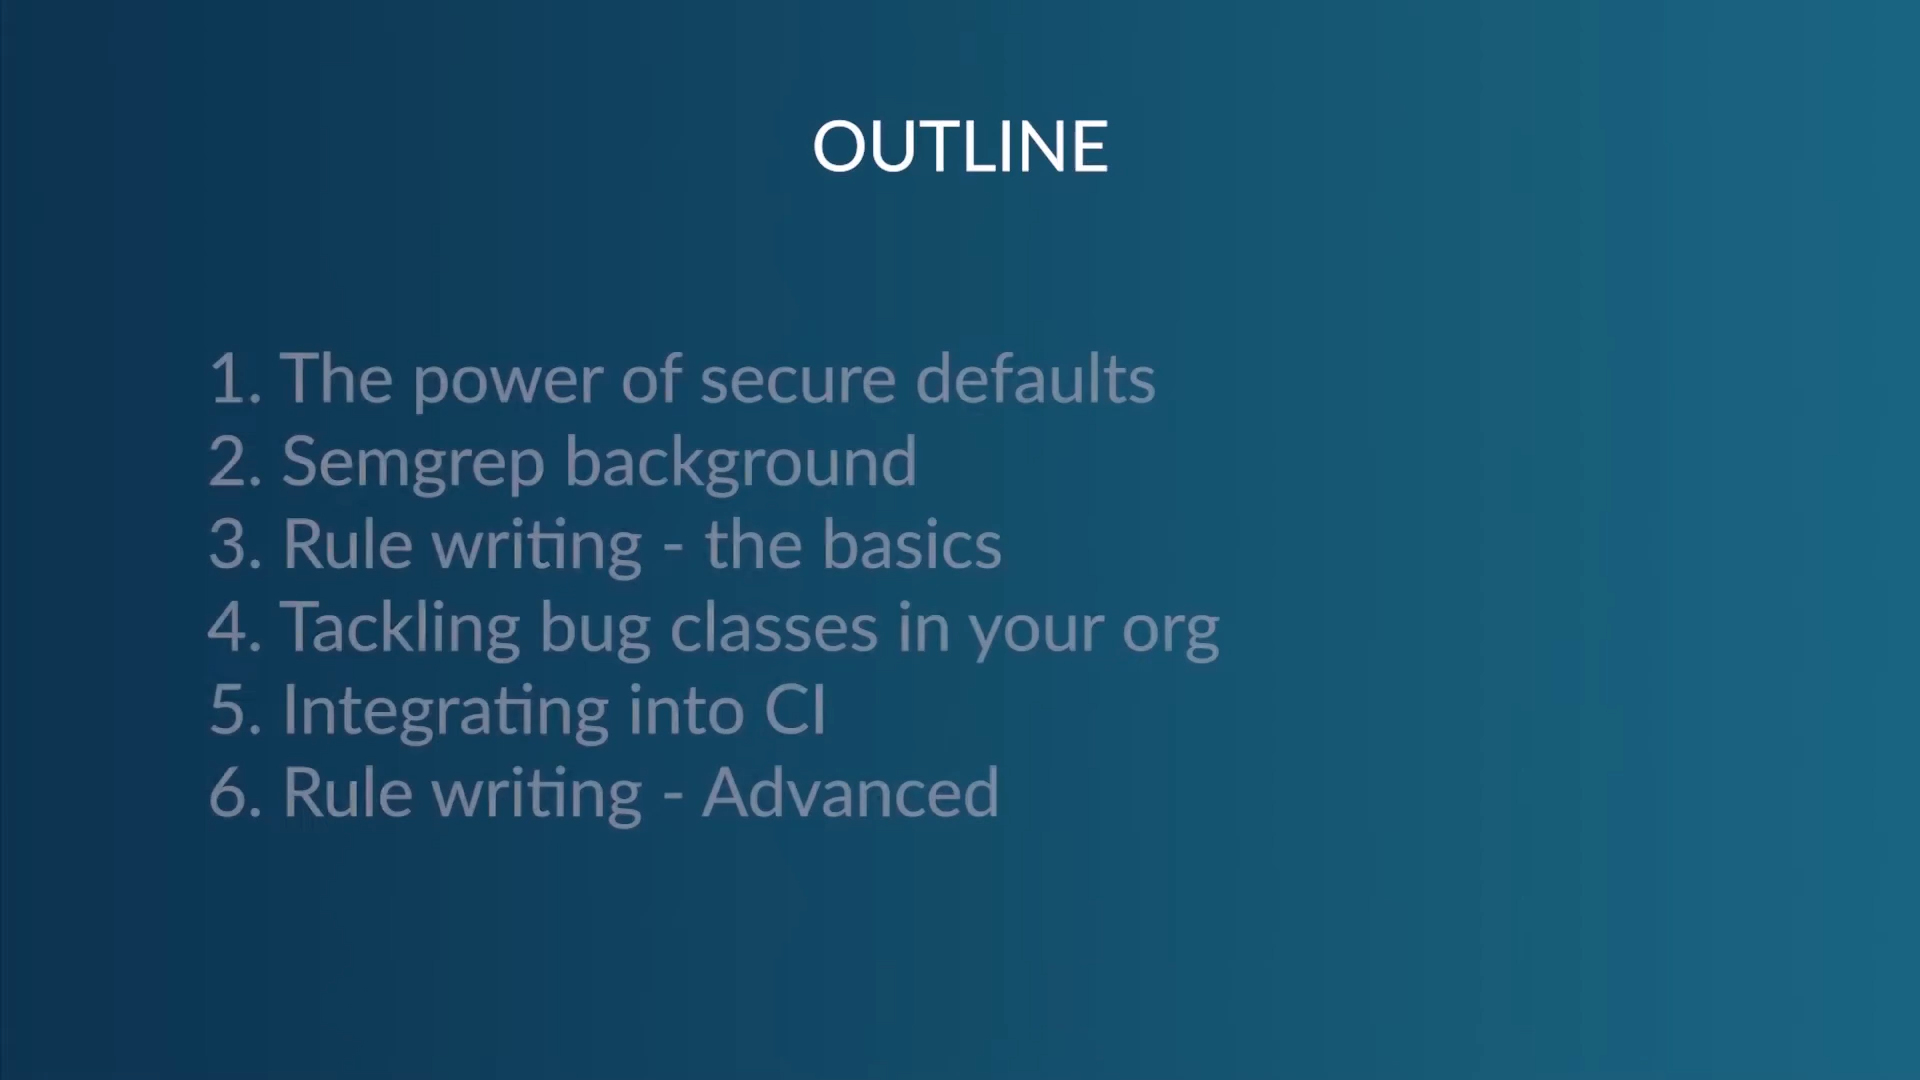 OUTLINE
1. The power of secure defaults
2. Semgrep background
3. Rule writing - the basics
4. Tackling bug classes in your org
5. Integrating into CI
6. Rule writing - Advanced